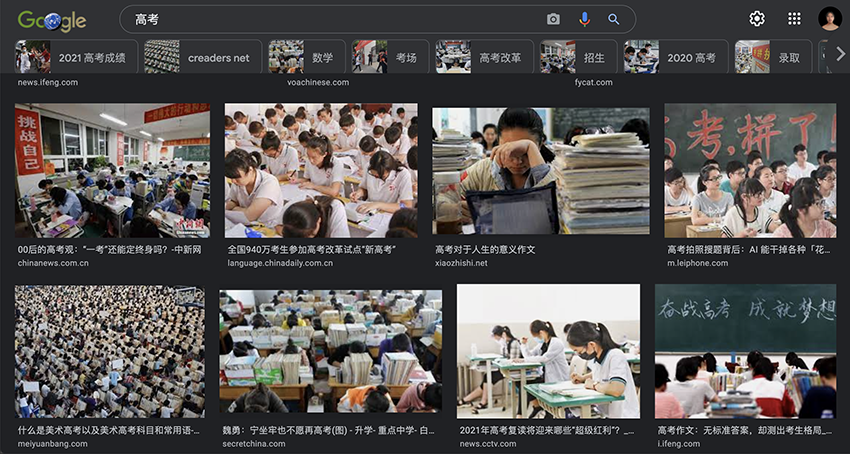 Google
高考
2021 高考成绩
creaders net
数学
考场
高考改革
招生
2020 高考
录取
news.ifeng.com
voachinese.com
fycat.com
挑战自己
高考,拼了
00后的高考观：“一考”还能定终身吗？-中新网
chinanews.com.cn
全国940万考生参加高考改革试点“新高考”
language.chinadaily.com.cn
高考对于人生的意义作文
xiaozhishi.net
高考拍照搜题背后：AI 能干掉各种「花...
m.leiphone.com
奋战高考 成就梦想
什么是美术高考以及美术高考科目和常用语-...
meiyuanbang.com
魏勇：宁坐牢也不愿再高考(图) - 升学- 重点中学- 白...
secretchina.com
2021年高考复读将迎来哪些“超级红利”？_...
news.cctv.com
高考作文：无标准答案，却测出考生格局_...
i.ifeng.com